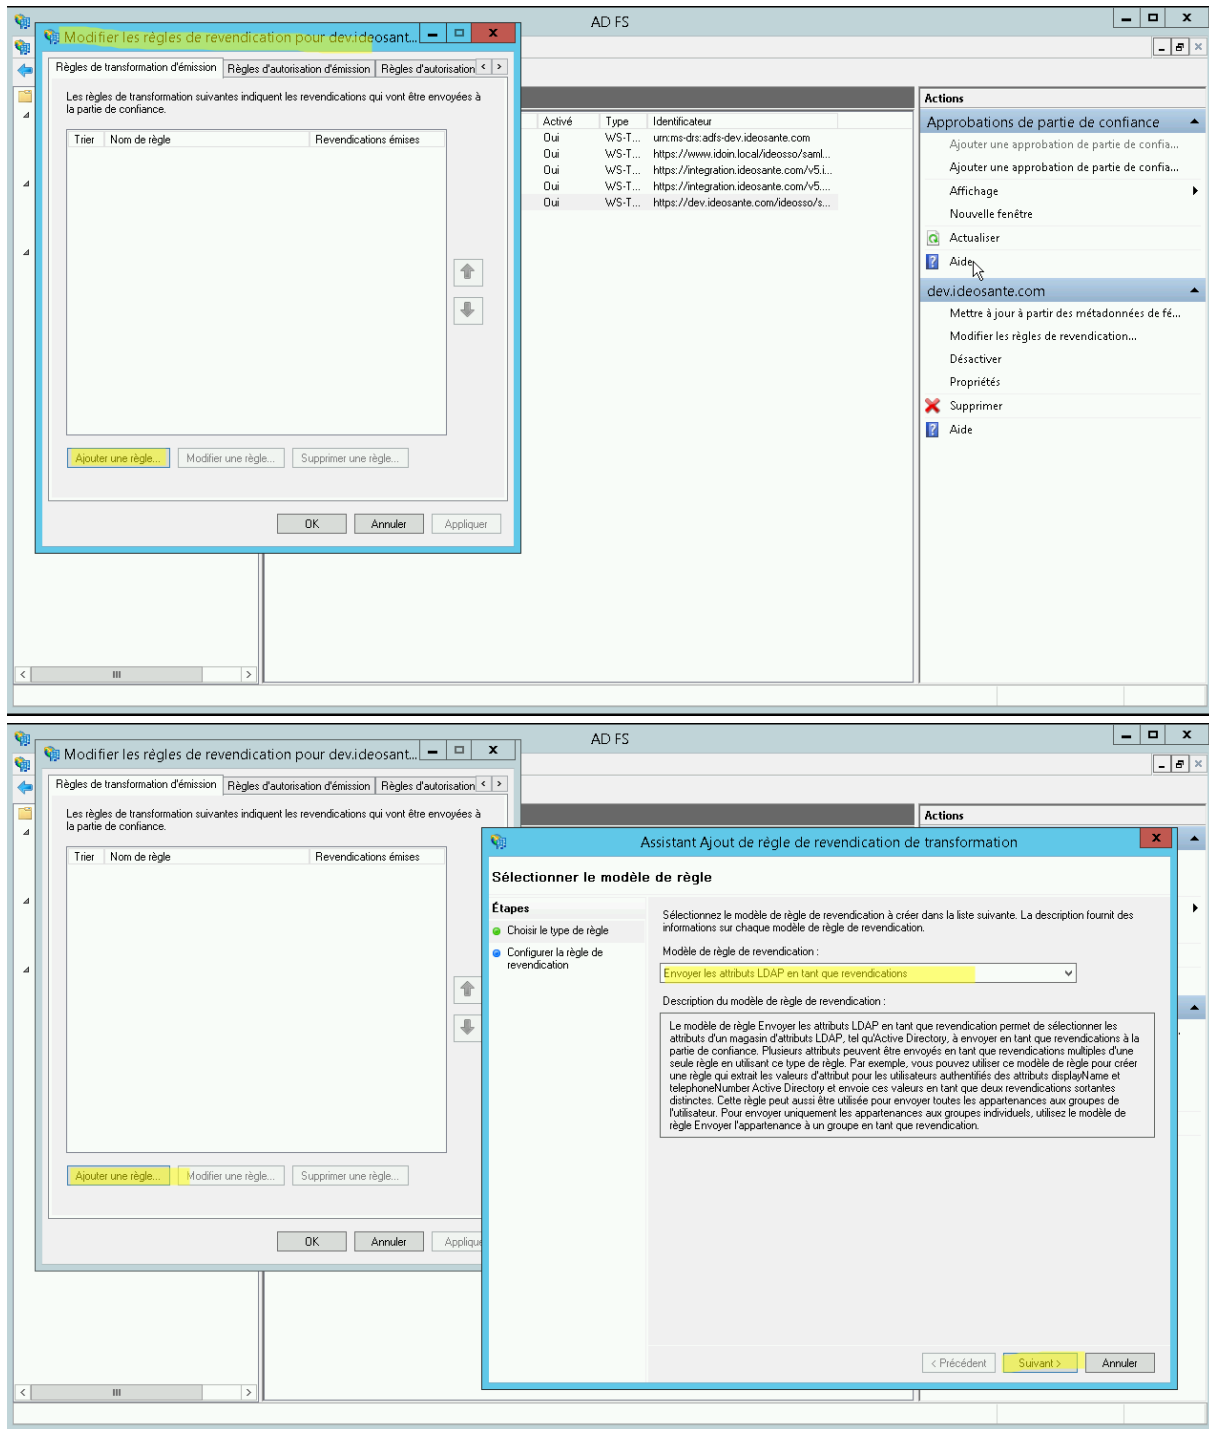 AD FS
Modifier les règles de revendication pour dev.ideosant...
Règles de transformation d'émission
Règles d'autorisation d'émission
Règles d'autorisation
Les règles de transformation suivantes indiquent les revendications qui vont être envoyées à
la partie de confiance.
Trier
Nom de règle
Revendications émises
Ajouter une règle...
Modifier une règle...
Supprimer une règle...
OK
Annuler
Appliquer
Activé
Type
Identificateur
Oui
WS-T...
urn:ms-drs:adfs-dev.ideosante.com
Oui
WS-T...
https://www.idoin.local/ideosso/saml...
Oui
WS-T...
https://integration.ideosante.com/v5.i...
Oui
WS-T...
https://integration.ideosante.com/v5....
Oui
WS-T...
https://dev.ideosante.com/ideosso/s...
Actions
Approbations de partie de confiance
Ajouter une approbation de partie de confia...
Ajouter une approbation de partie de confia...
Affichage
Nouvelle fenêtre
Actualiser
Aide
dev.ideosante.com
Mettre à jour à partir des métadonnées de fé...
Modifier les règles de revendication...
Désactiver
Propriétés
Supprimer
Aide
AD FS
Modifier les règles de revendication pour dev.ideosant...
Règles de transformation d'émission
Règles d'autorisation d'émission
Règles d'autorisation
Les règles de transformation suivantes indiquent les revendications qui vont être envoyées à
la partie de confiance.
Trier
Nom de règle
Revendications émises
Ajouter une règle...
Modifier une règle...
Supprimer une règle...
OK
Annuler
Applique
Actions
Assistant Ajout de règle de revendication de transformation
Sélectionner le modèle de règle
Étapes
Choisir le type de règle
Configurer la règle de
revendication
Sélectionnez le modèle de règle de revendication à créer dans la liste suivante. La description fournit des
informations sur chaque modèle de règle de revendication.
Modèle de règle de revendication :
Envoyer les attributs LDAP en tant que revendications
Description du modèle de règle de revendication :
Le modèle de règle Envoyer les attributs LDAP en tant que revendication permet de sélectionner les
attributs d'un magasin d'attributs LDAP, tel qu'Active Directory, à envoyer en tant que revendications à la
partie de confiance. Plusieurs attributs peuvent être envoyés en tant que revendications multiples d'une
seule règle en utilisant ce type de règle. Par exemple, vous pouvez utiliser ce modèle de règle pour créer
une règle qui extrait les valeurs d'attribut pour les utilisateurs authentifiés des attributs displayName et
telephoneNumber Active Directory et envoie ces valeurs en tant que deux revendications sortantes
distinctes. Cette règle peut aussi être utilisée pour envoyer toutes les appartenances aux groupes de
l'utilisateur. Pour envoyer uniquement les appartenances aux groupes individuels, utilisez le modèle de
règle Envoyer l'appartenance à un groupe en tant que revendication.
< Précédent
Suivant >
Annuler